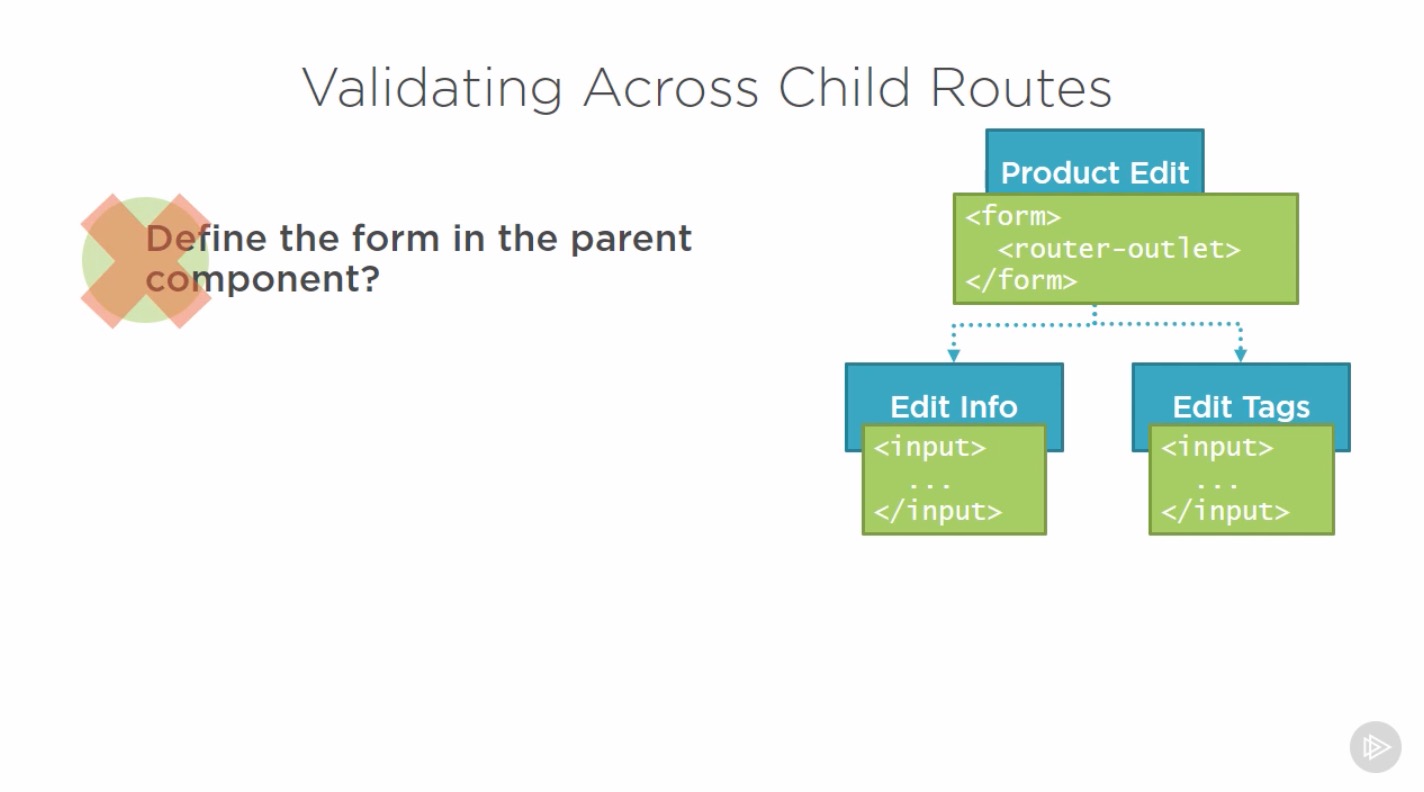 Validating Across Child Routes
Define the form in the parent
component?
Product Edit
<form>
<router-outlet>
</form>
Edit Info
<input>
...
</input>
Edit Tags
<input>
...
</input>